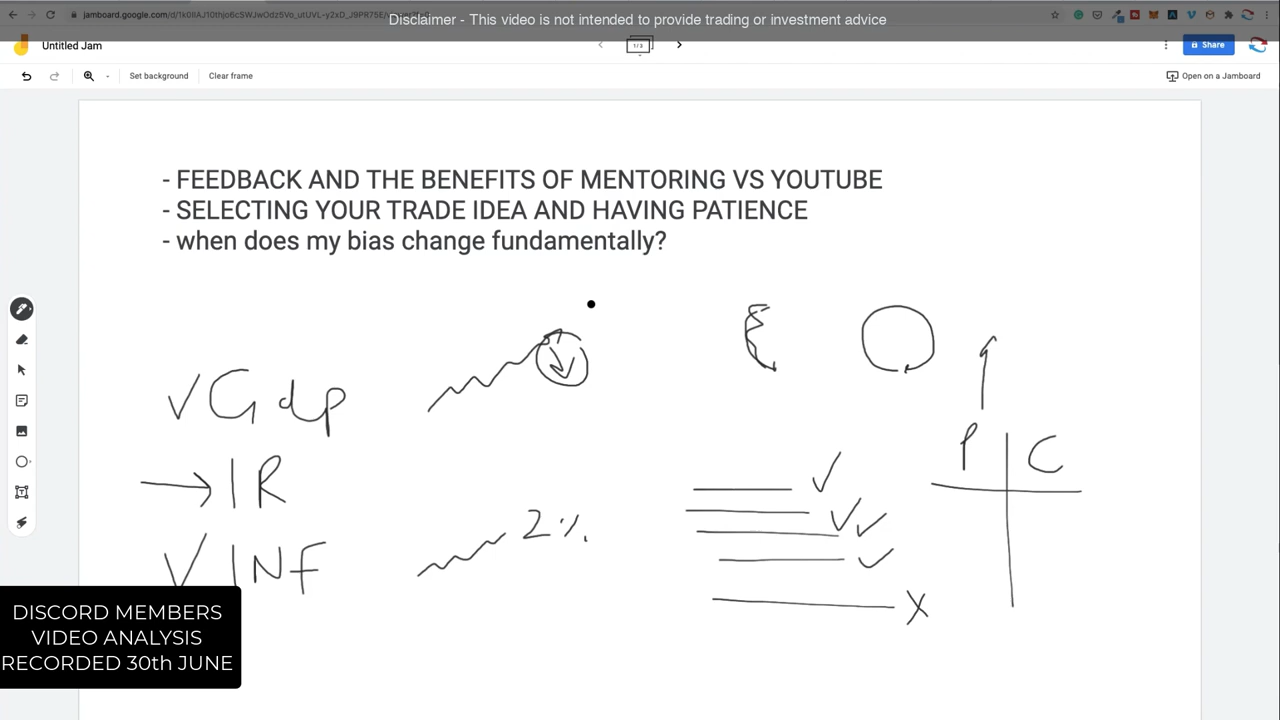 Disclaimer - This video is not intended to provide trading or investment advice
Untitled Jam
1/3
Share
Set background
Clear frame
Open on a Jamboard
- FEEDBACK AND THE BENEFITS OF MENTORING VS YOUTUBE
- SELECTING YOUR TRADE IDEA AND HAVING PATIENCE
- when does my bias change fundamentally?
Gdp
P C
IR
2%
INF
DISCORD MEMBERS
VIDEO ANALYSIS
RECORDED 30th JUNE